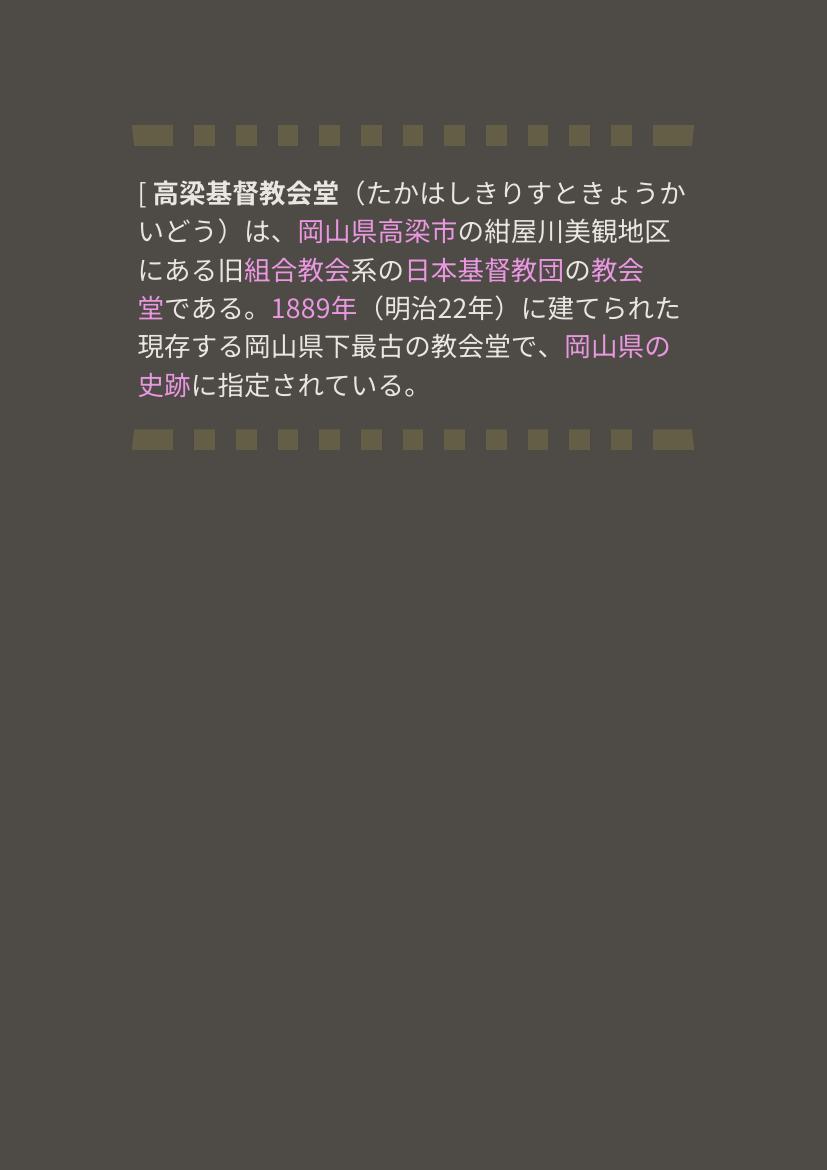 [ 高梁基督教会堂（たかはしきりすときょうか
いどう）は、岡山県高梁市の紺屋川美観地区
にある旧組合教会系の日本基督教団の教会
堂である。1889年（明治22年）に建てられた
現存する岡山県下最古の教会堂で、岡山県の
史跡に指定されている。